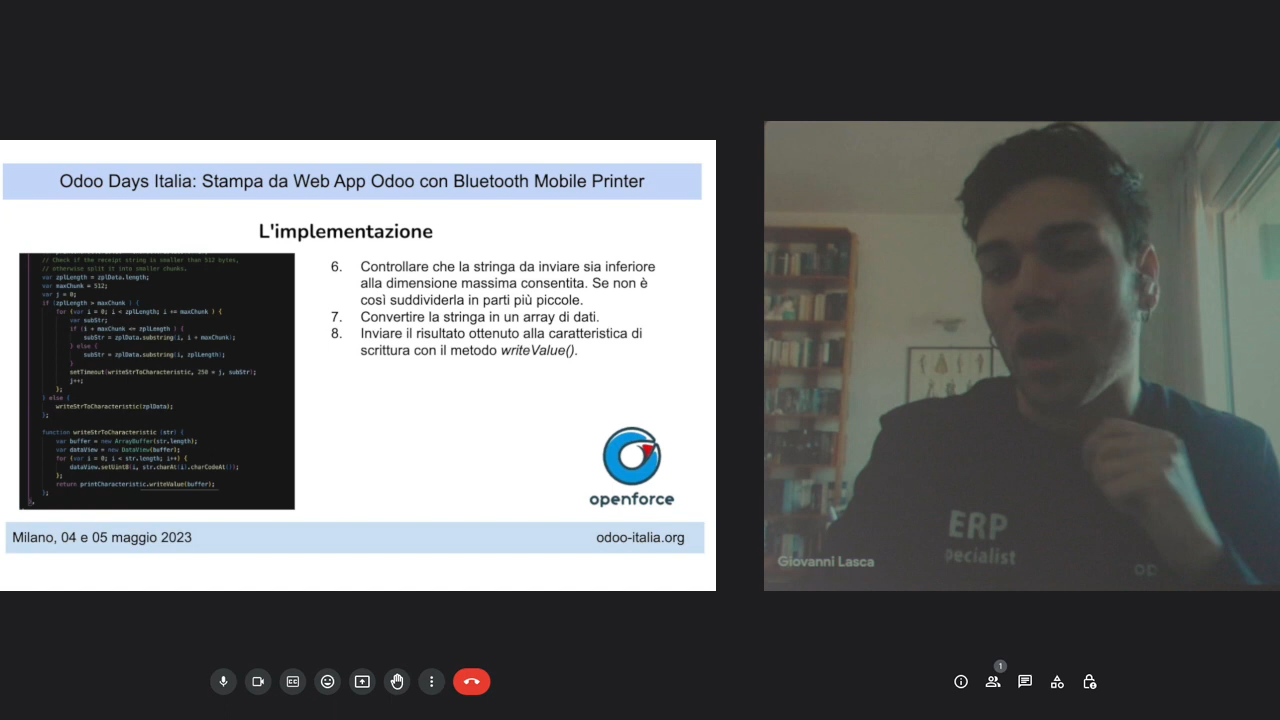 Odoo Days Italia: Stampa da Web App Odoo con Bluetooth Mobile Printer
L'implementazione
// Check if the receipt string is smaller than 512 bytes,
// otherwise split it into smaller chunks.
var zplLength = zplData.length;
var maxChunk = 512;
var j = 0;
if (zplLength > maxChunk ) {
for (var i = 0; i < zplLength; i += maxChunk ) {
var subStr;
if (i + maxChunk <= zplLength ) {
subStr = zplData.substring(i, i + maxChunk);
} else {
subStr = zplData.substring(i, zplLength);
}
setTimeout(writeStrToCharacteristic, 250 * j, subStr);
j++;
};
} else {
writeStrToCharacteristic(zplData);
};
function writeStrToCharacteristic (str) {
var buffer = new ArrayBuffer(str.length);
var dataView = new DataView(buffer);
for (var i = 0; i < str.length; i++) {
dataView.setUint8(i, str.charAt(i).charCodeAt());
};
return printCharacteristic.writeValue(buffer);
};
},
6. Controllare che la stringa da inviare sia inferiore
alla dimensione massima consentita. Se non è
così suddividerla in parti più piccole.
7. Convertire la stringa in un array di dati.
8. Inviare il risultato ottenuto alla caratteristica di
scrittura con il metodo writeValue().
openforce
Milano, 04 e 05 maggio 2023
odoo-italia.org
ERP
pecialist
op
Giovanni Lasca
1